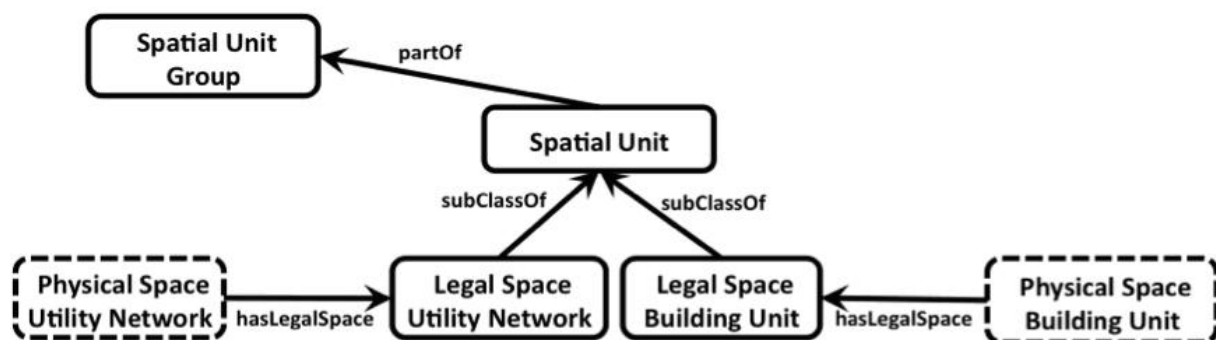 Spatial Unit
Group
partOf
Spatial Unit
subClassOf
subClassOf
Physical Space
Utility Network
hasLegalSpace
Legal Space
Utility Network
Legal Space
Building Unit
hasLegalSpace
Physical Space
Building Unit